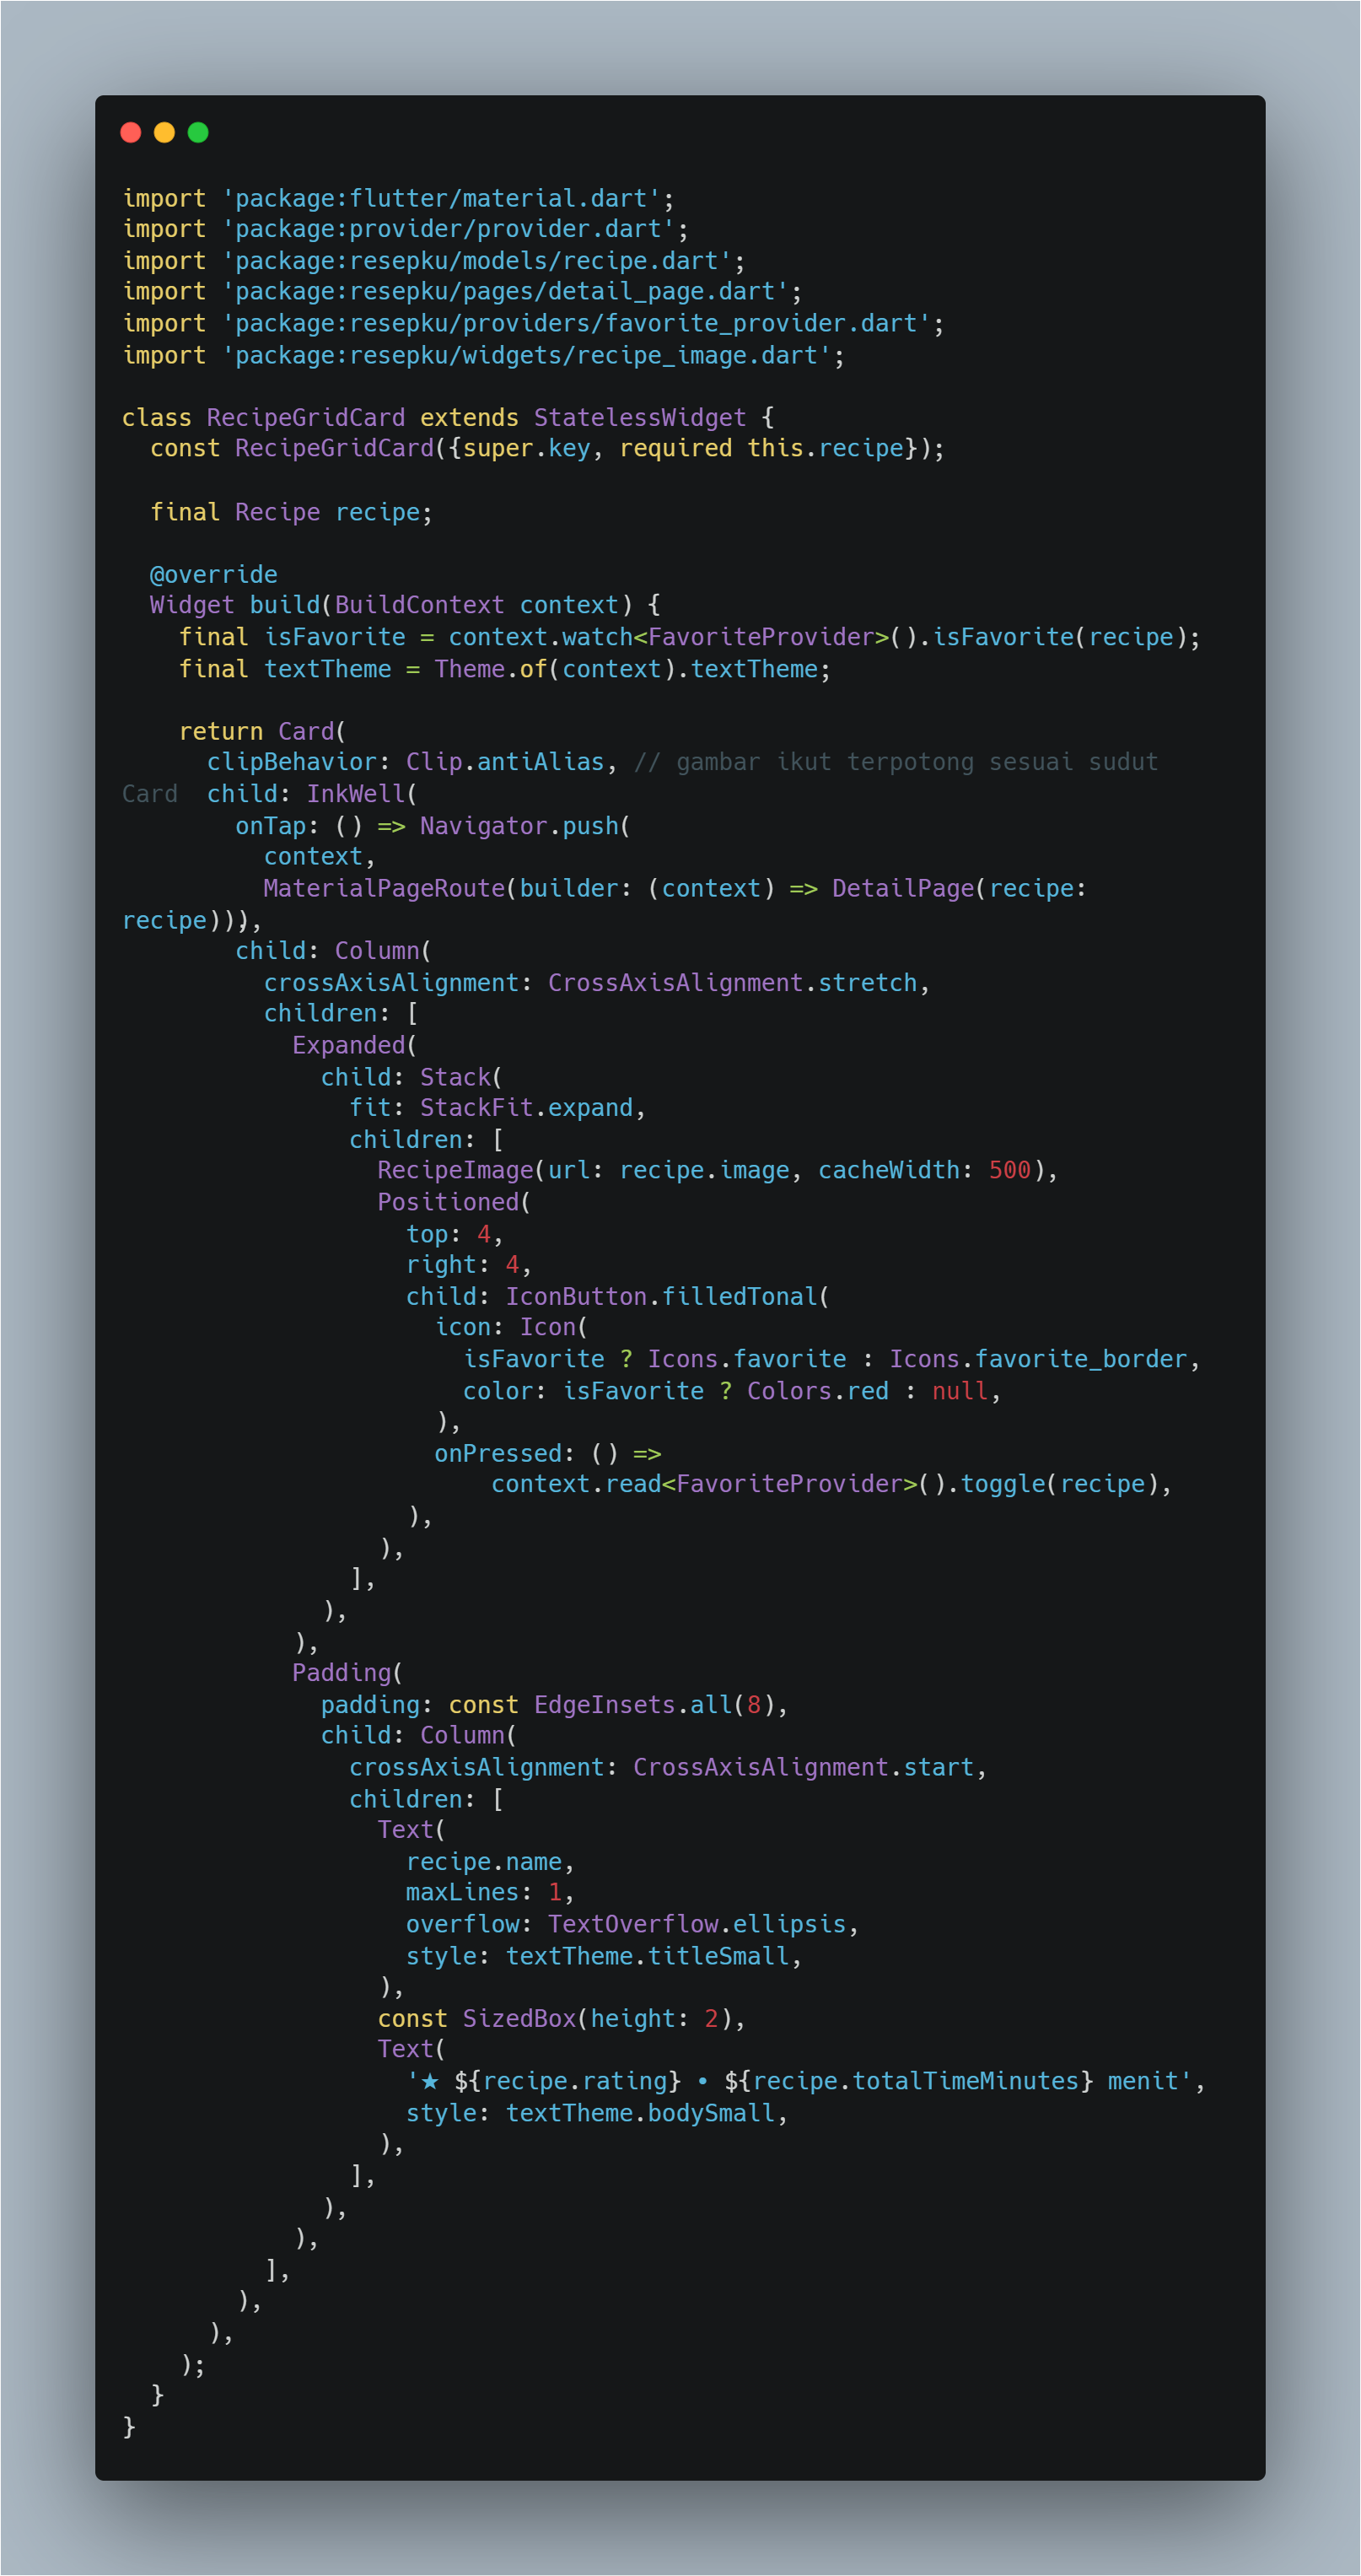 import 'package:flutter/material.dart';
import 'package:provider/provider.dart';
import 'package:resepku/models/recipe.dart';
import 'package:resepku/pages/detail_page.dart';
import 'package:resepku/providers/favorite_provider.dart';
import 'package:resepku/widgets/recipe_image.dart';

class RecipeGridCard extends StatelessWidget {
  const RecipeGridCard({super.key, required this.recipe});

  final Recipe recipe;

  @override
  Widget build(BuildContext context) {
    final isFavorite = context.watch<FavoriteProvider>().isFavorite(recipe);
    final textTheme = Theme.of(context).textTheme;

    return Card(
      clipBehavior: Clip.antiAlias, // gambar ikut terpotong sesuai sudut
Card  child: InkWell(
        onTap: () => Navigator.push(
          context,
          MaterialPageRoute(builder: (context) => DetailPage(recipe:
recipe))),
        child: Column(
          crossAxisAlignment: CrossAxisAlignment.stretch,
          children: [
            Expanded(
              child: Stack(
                fit: StackFit.expand,
                children: [
                  RecipeImage(url: recipe.image, cacheWidth: 500),
                  Positioned(
                    top: 4,
                    right: 4,
                    child: IconButton.filledTonal(
                      icon: Icon(
                        isFavorite ? Icons.favorite : Icons.favorite_border,
                        color: isFavorite ? Colors.red : null,
                      ),
                      onPressed: () =>
                          context.read<FavoriteProvider>().toggle(recipe),
                    ),
                  ),
                ],
              ),
            ),
            Padding(
              padding: const EdgeInsets.all(8),
              child: Column(
                crossAxisAlignment: CrossAxisAlignment.start,
                children: [
                  Text(
                    recipe.name,
                    maxLines: 1,
                    overflow: TextOverflow.ellipsis,
                    style: textTheme.titleSmall,
                  ),
                  const SizedBox(height: 2),
                  Text(
                    '★ ${recipe.rating} • ${recipe.totalTimeMinutes} menit',
                    style: textTheme.bodySmall,
                  ),
                ],
              ),
            ),
          ],
        ),
      ),
    );
  }
}